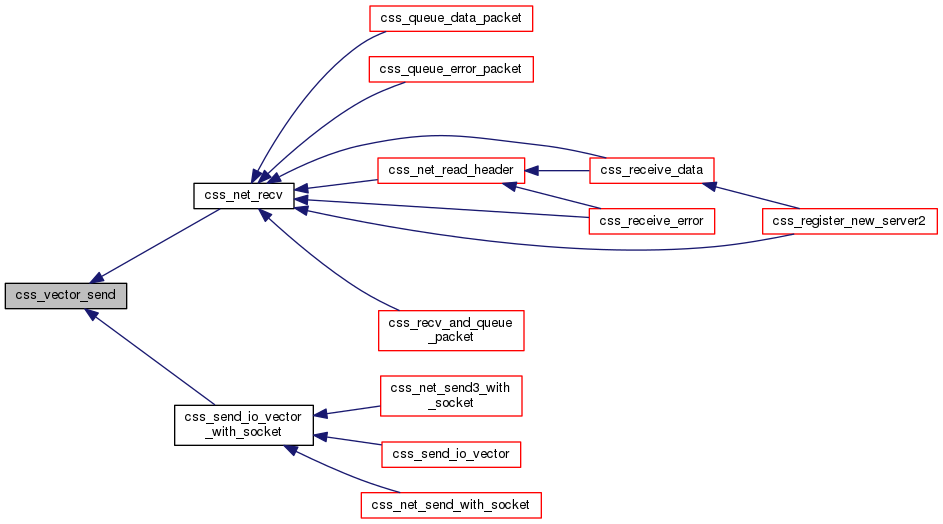 css_queue_data_packet
css_queue_error_packet
css_net_read_header
css_receive_data
css_net_recv
css_receive_error
css_register_new_server2
css_vector_send
css_recv_and_queue
_packet
css_net_send3_with
_socket
css_send_io_vector
_with_socket
css_send_io_vector
css_net_send_with_socket